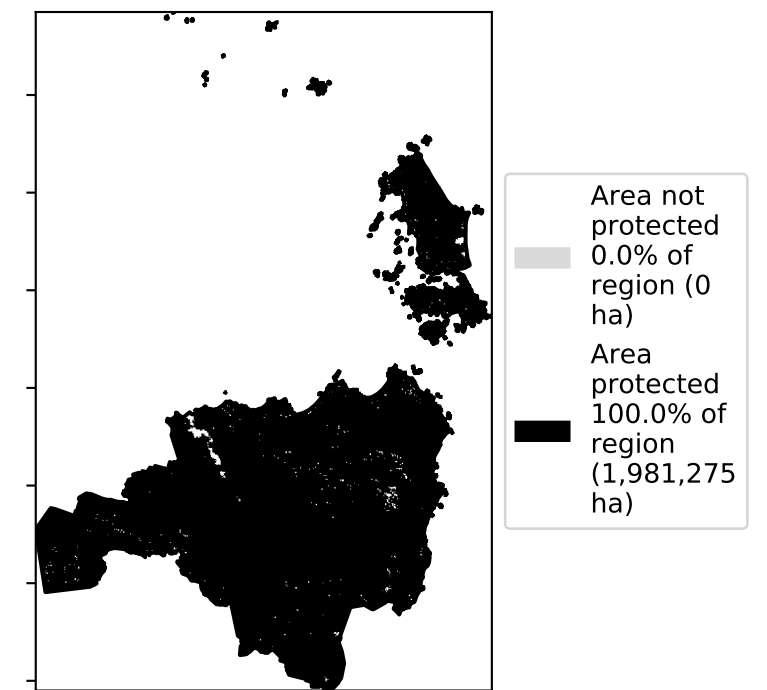 Area not
protected
0.0% of
region (0
ha)
Area
protected
100.0% of
region
(1,981,275
ha)